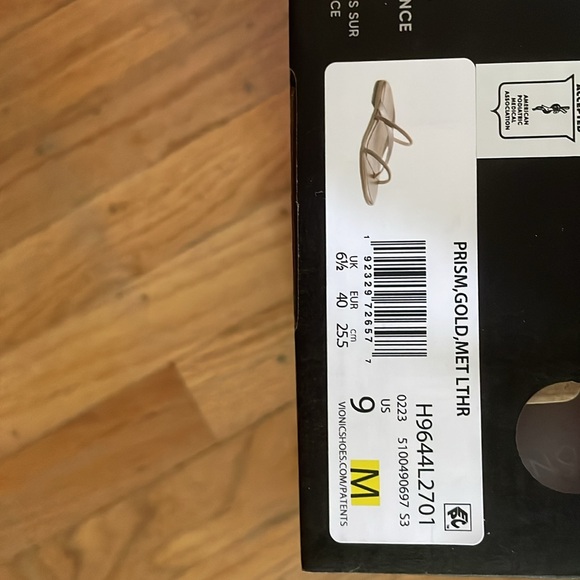 NCE
S SUR
CE
ACCEPTED
AMERICAN
PODIATRIC
MEDICAL
ASSOCIATION
PRISM,GOLD,MET LTHR
1 92329 72657 7
UK EUR cm
6½ 40 25.5
H9644L2701
0223 5100490697 S3
US
9 M
VIONICSHOES.COM/PATENTS